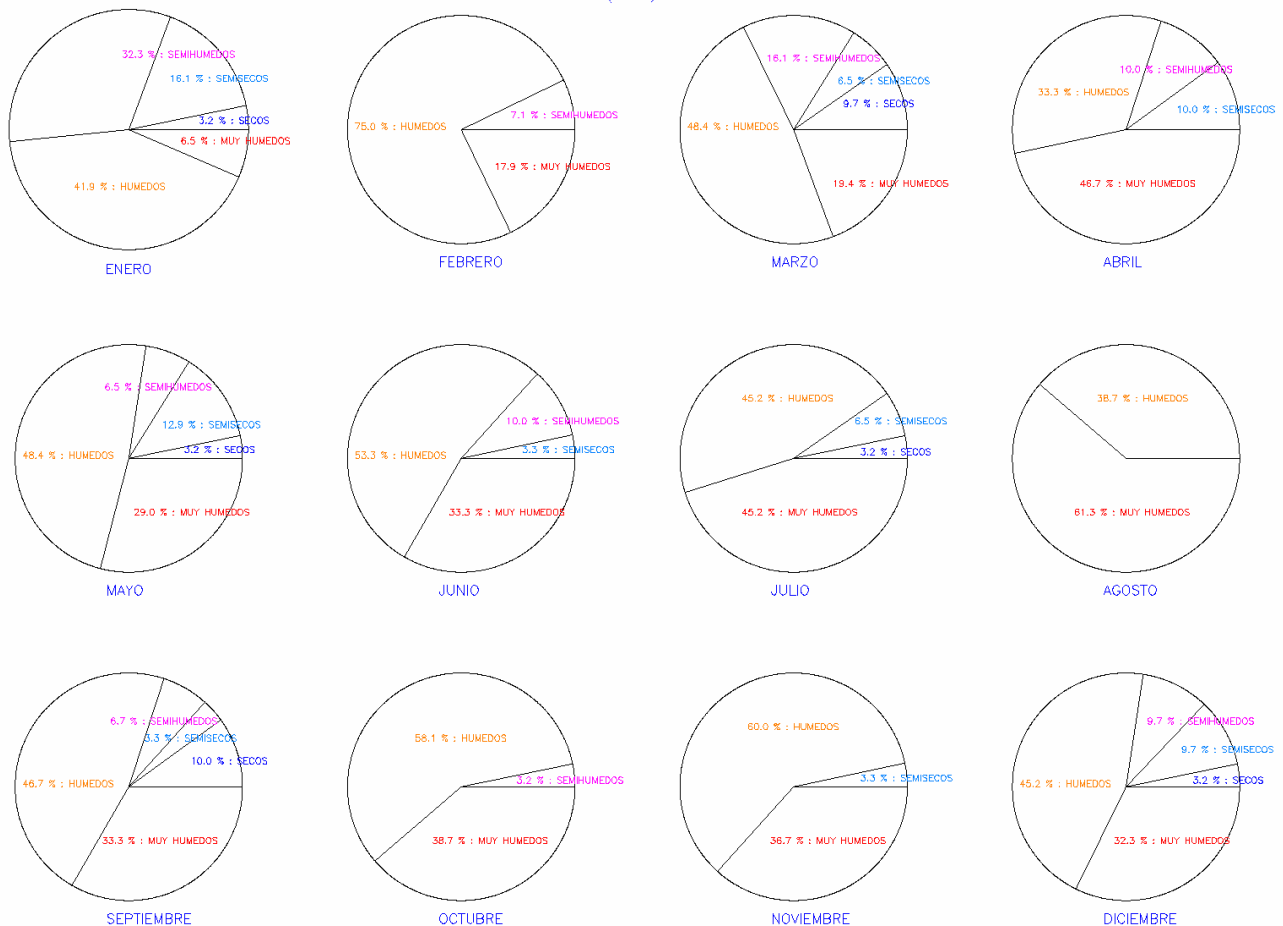 32.3 % : SEMIHUMEDOS
16.1 % : SEMISECOS
3.2 % : SECOS
6.5 % : MUY HUMEDOS
41.9 % : HUMEDOS
ENERO
7.1 % : SEMIHUMEDOS
75.0 % : HUMEDOS
17.9 % : MUY HUMEDOS
FEBRERO
16.1 % : SEMIHUMEDOS
6.5 % : SEMISECOS
9.7 % : SECOS
48.4 % : HUMEDOS
19.4 % : MUY HUMEDOS
MARZO
10.0 % : SEMIHUMEDOS
33.3 % : HUMEDOS
10.0 % : SEMISECOS
46.7 % : MUY HUMEDOS
ABRIL
6.5 % : SEMIHUMEDOS
12.9 % : SEMISECOS
3.2 % : SECOS
48.4 % : HUMEDOS
29.0 % : MUY HUMEDOS
MAYO
10.0 % : SEMIHUMEDOS
3.3 % : SEMISECOS
53.3 % : HUMEDOS
33.3 % : MUY HUMEDOS
JUNIO
45.2 % : HUMEDOS
6.5 % : SEMISECOS
3.2 % : SECOS
45.2 % : MUY HUMEDOS
JULIO
38.7 % : HUMEDOS
61.3 % : MUY HUMEDOS
AGOSTO
6.7 % : SEMIHUMEDOS
3.3 % : SEMISECOS
10.0 % : SECOS
46.7 % : HUMEDOS
33.3 % : MUY HUMEDOS
SEPTIEMBRE
58.1 % : HUMEDOS
3.2 % : SEMIHUMEDOS
38.7 % : MUY HUMEDOS
OCTUBRE
60.0 % : HUMEDOS
3.3 % : SEMISECOS
36.7 % : MUY HUMEDOS
NOVIEMBRE
9.7 % : SEMIHUMEDOS
9.7 % : SEMISECOS
3.2 % : SECOS
45.2 % : HUMEDOS
32.3 % : MUY HUMEDOS
DICIEMBRE